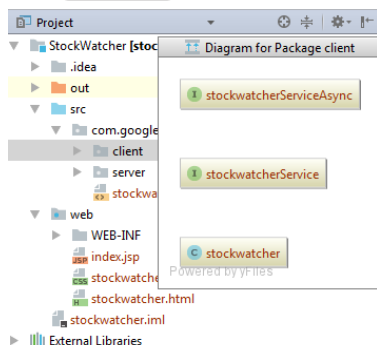 Project
StockWatcher [stoc
Diagram for Package client
.idea
out
stockwatcherServiceAsync
src
com.google
client
server
stockwatcherService
stockwa
web
WEB-INF
stockwatcher
index.jsp
Powered by yFiles
stockwatche
stockwatcher.html
stockwatcher.iml
External Libraries